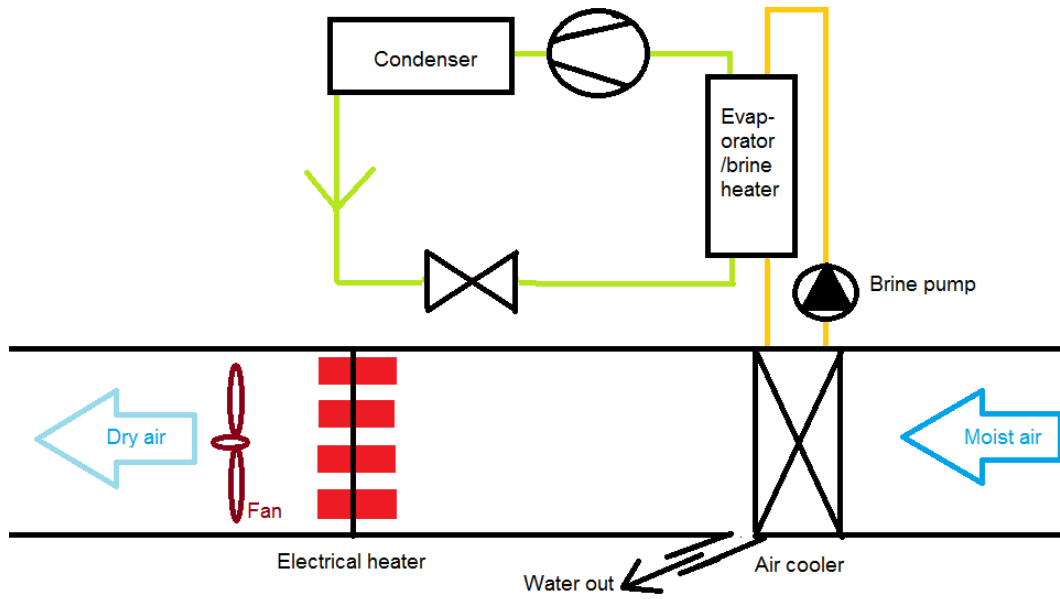 Condenser
Evap-
orator
/brine
heater
Brine pump
Dry air
Moist air
Fan
Electrical heater
Air cooler
Water out